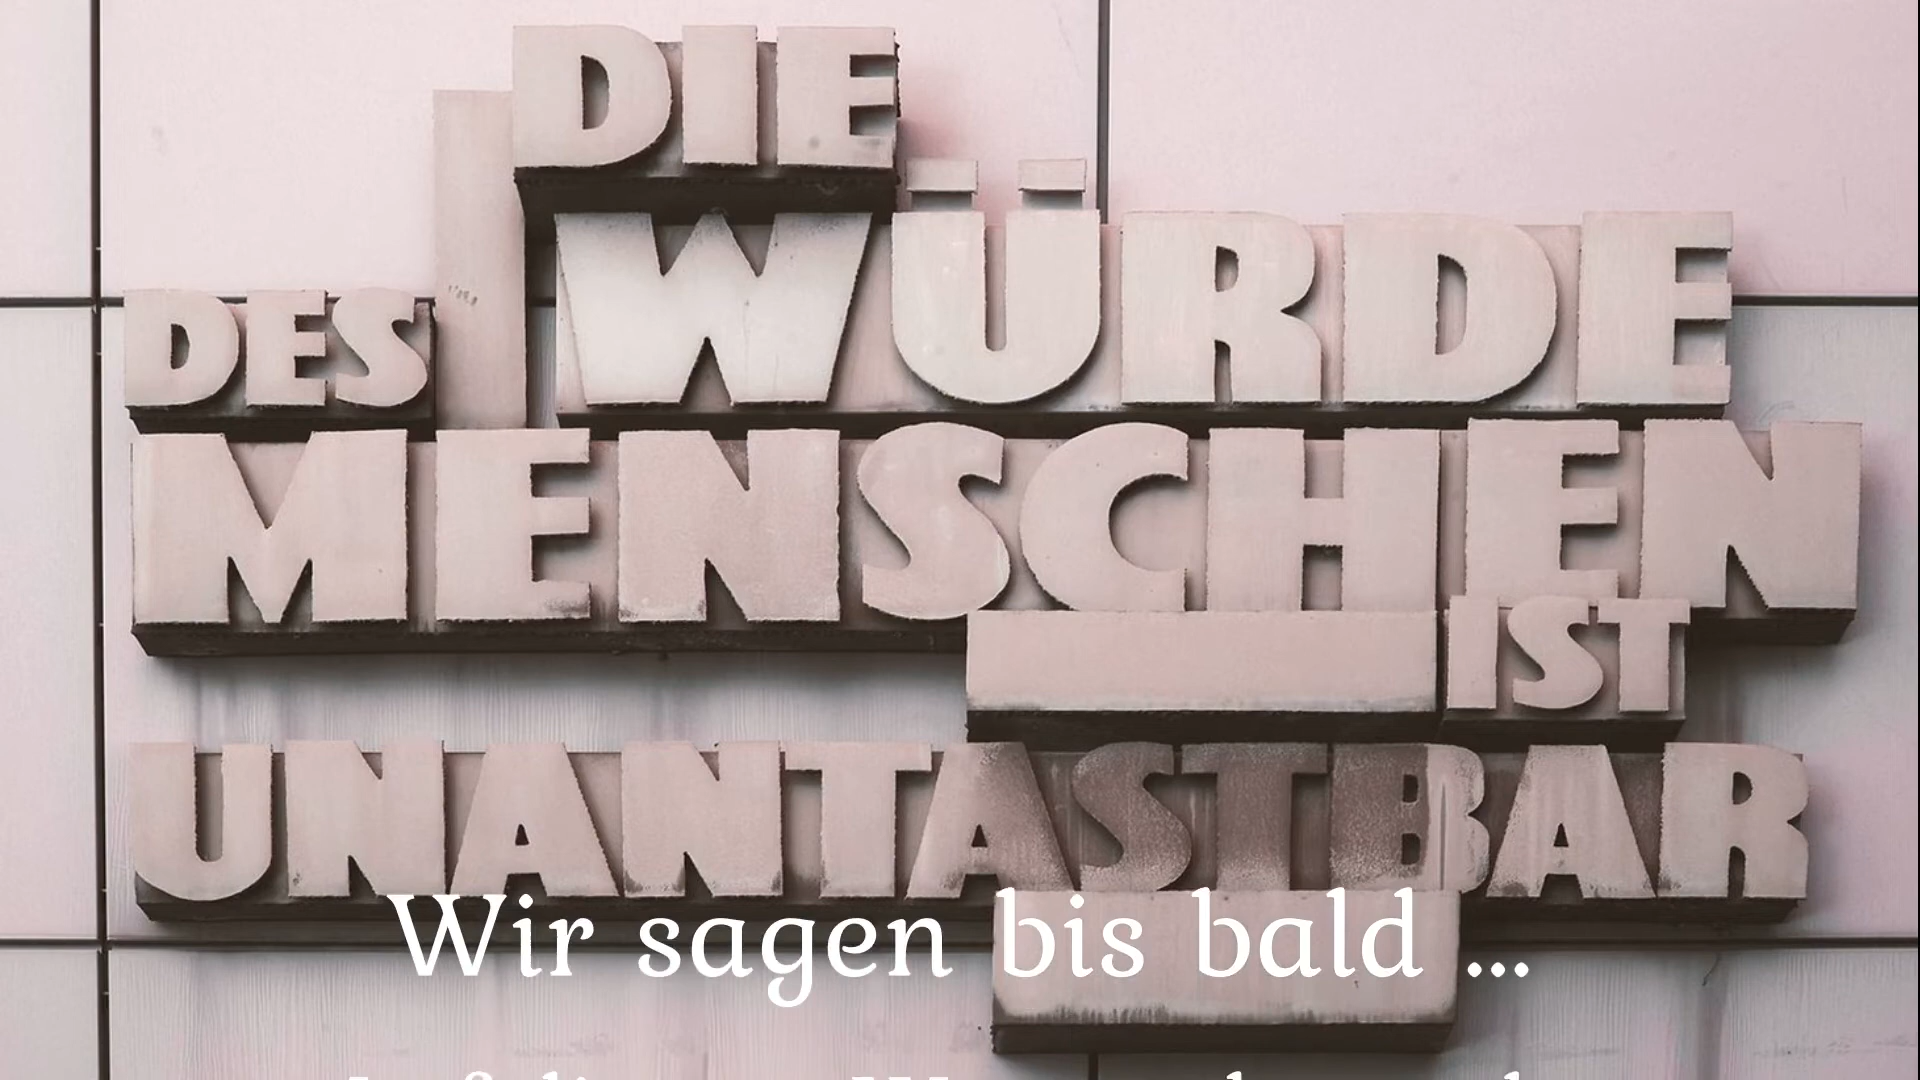 DIE
WÜRDE
DES
MENSCHEN
IST
UNANTASTBAR
Wir sagen bis bald ...